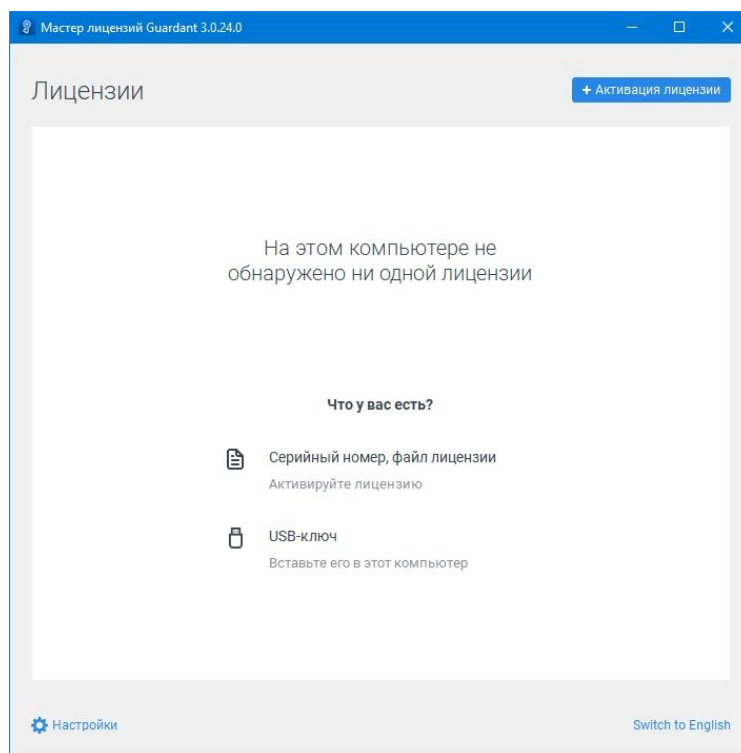 Мастер лицензий Guardant 3.0.24.0
Лицензии
+ Активация лицензии
На этом компьютере не
обнаружено ни одной лицензии
Что у вас есть?
Серийный номер, файл лицензии
Активируйте лицензию
USB-ключ
Вставьте его в этот компьютер
Настройки
Switch to English